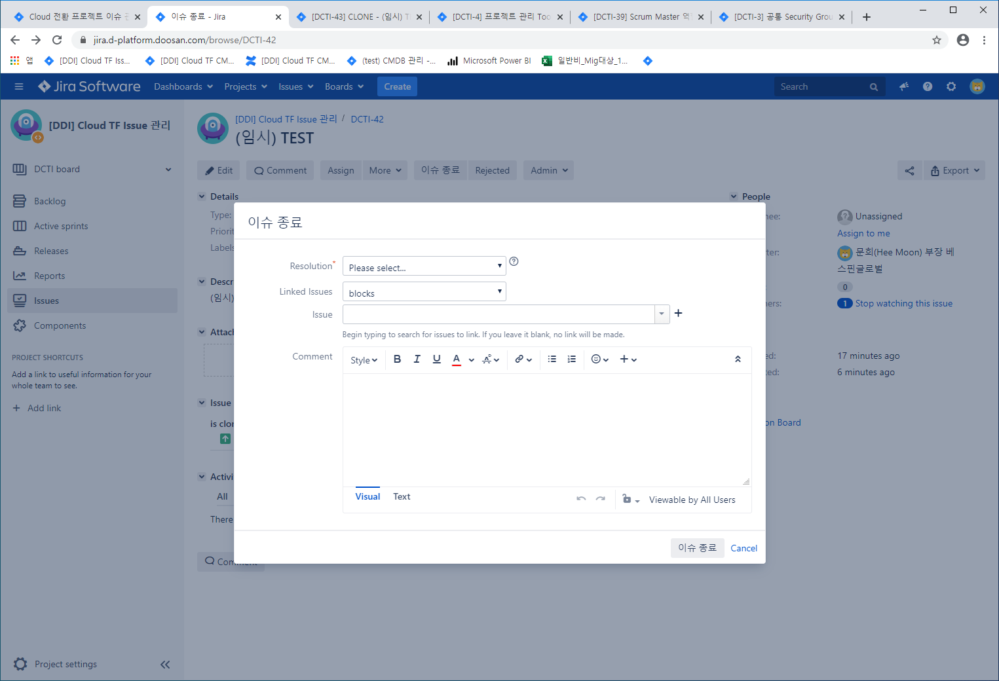 Cloud 전환 프로젝트 이슈 관
이슈 종료 - Jira
[DCTI-43] CLONE - (임시) T
[DCTI-4] 프로젝트 관리 Too
[DCTI-39] Scrum Master 역
[DCTI-3] 공통 Security Grou
jira.d-platform.doosan.com/browse/DCTI-42
앱
[DDI] Cloud TF Iss...
[DDI] Cloud TF CM...
[DDI] Cloud TF CM...
(test) CMDB 관리 -...
Microsoft Power BI
일반비_Mig대상_1...
Jira Software
Dashboards
Projects
Issues
Boards
Create
Search
[DDI] Cloud TF Issue 관리
DCTI board
Backlog
Active sprints
Releases
Reports
Issues
Components
PROJECT SHORTCUTS
Add a link to useful information for your
whole team to see.
Add link
Project settings
[DDI] Cloud TF Issue 관리 / DCTI-42
(임시) TEST
Edit
Comment
Assign
More
이슈 종료
Rejected
Admin
Export
Details
Type:
Priorit
Labels
Descr
(임시)
Attach
Issue
is clon
Activi
All
There
Comment
People
nee:
Unassigned
Assign to me
ter:
문희(Hee Moon) 부장 베
스핀글로벌
0
ners:
1 Stop watching this issue
ed:
17 minutes ago
ted:
6 minutes ago
on Board
이슈 종료
Resolution*
Please select...
Linked Issues
blocks
Issue
Begin typing to search for issues to link. If you leave it blank, no link will be made.
Comment
Style
B I U A
Visual
Text
Viewable by All Users
이슈 종료
Cancel